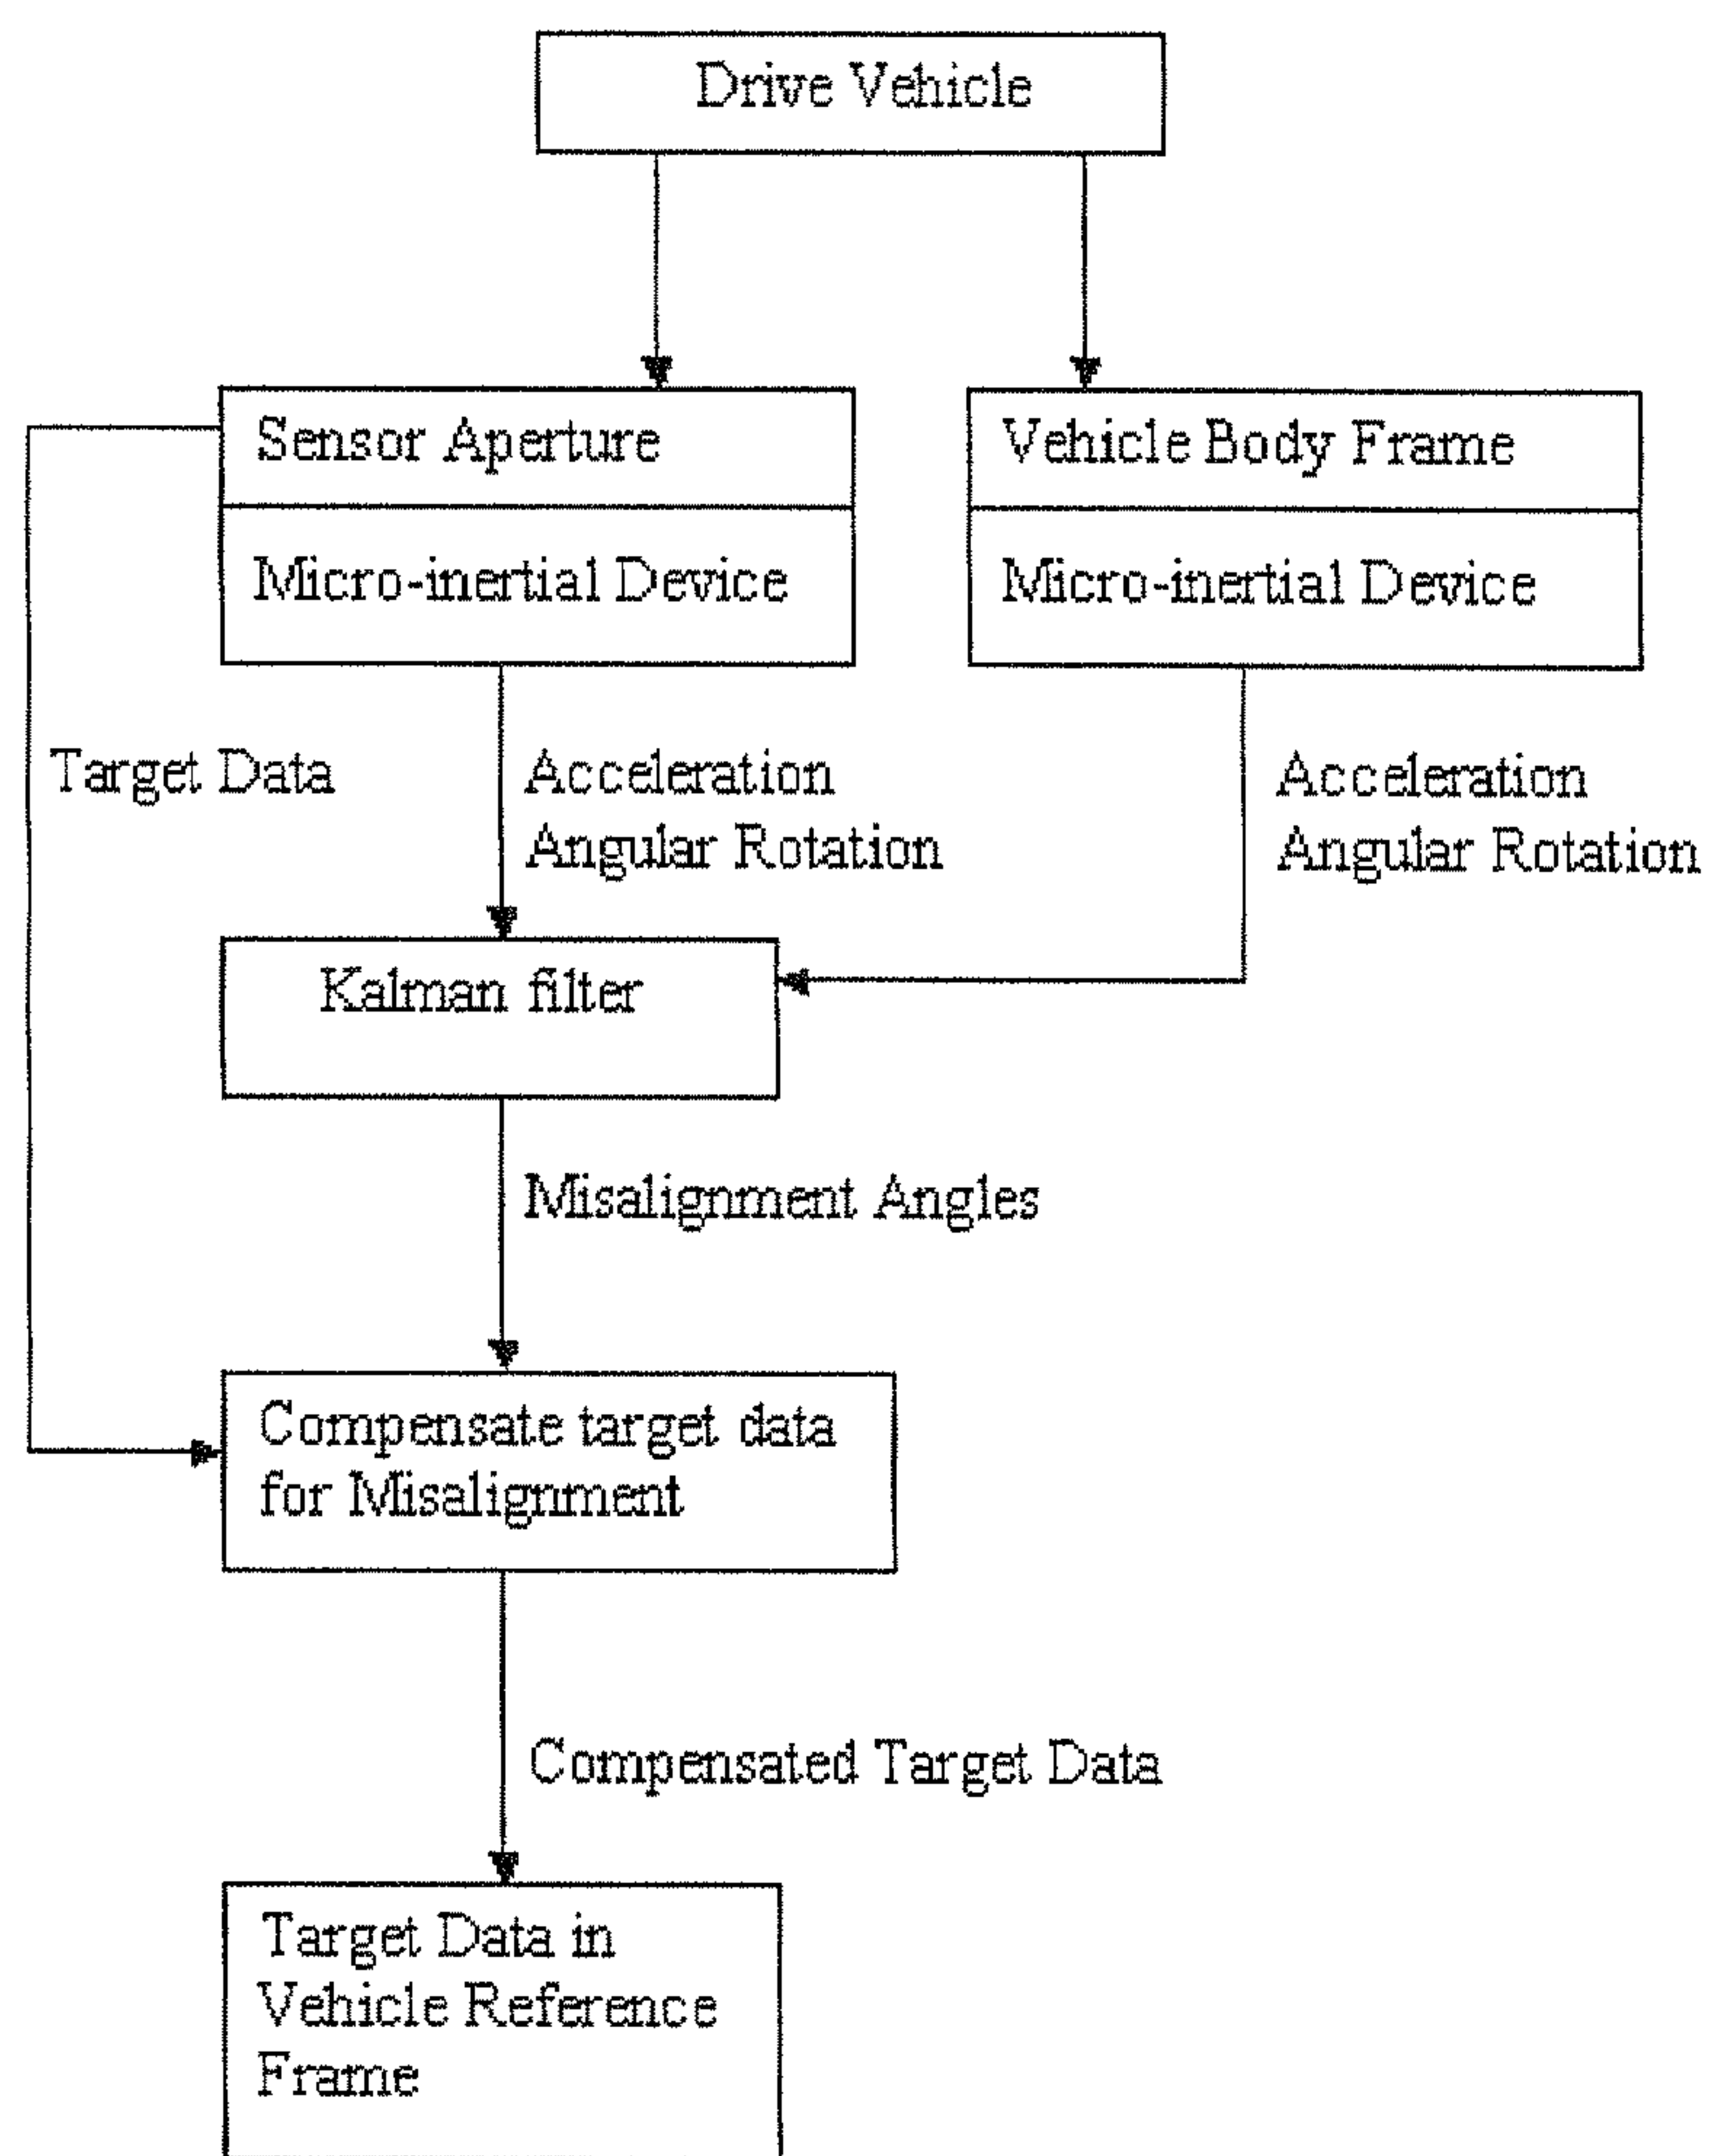 Drive Vehicle
Sensor Aperture
Micro-inertial Device
Vehicle Body Frame
Micro-inertial Device
Target Data
Acceleration
Angular Rotation
Acceleration
Angular Rotation
Kalman filter
Misalignment Angles
Compensate target data
for Misalignment
Compensated Target Data
Target Data in
Vehicle Reference
Frame